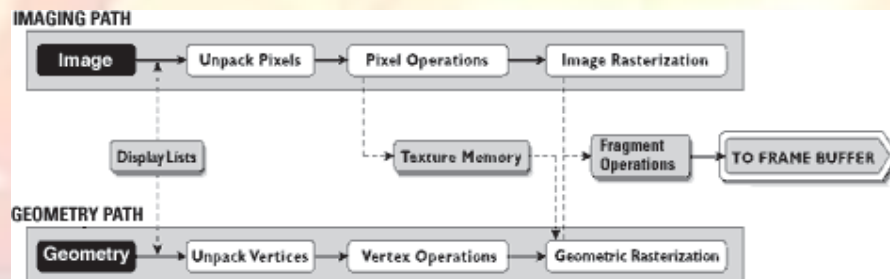 IMAGING PATH
Image
Unpack Pixels
Pixel Operations
Image Rasterization
Display Lists
Texture Memory
Fragment
Operations
TO FRAME BUFFER
GEOMETRY PATH
Geometry
Unpack Vertices
Vertex Operations
Geometric Rasterization